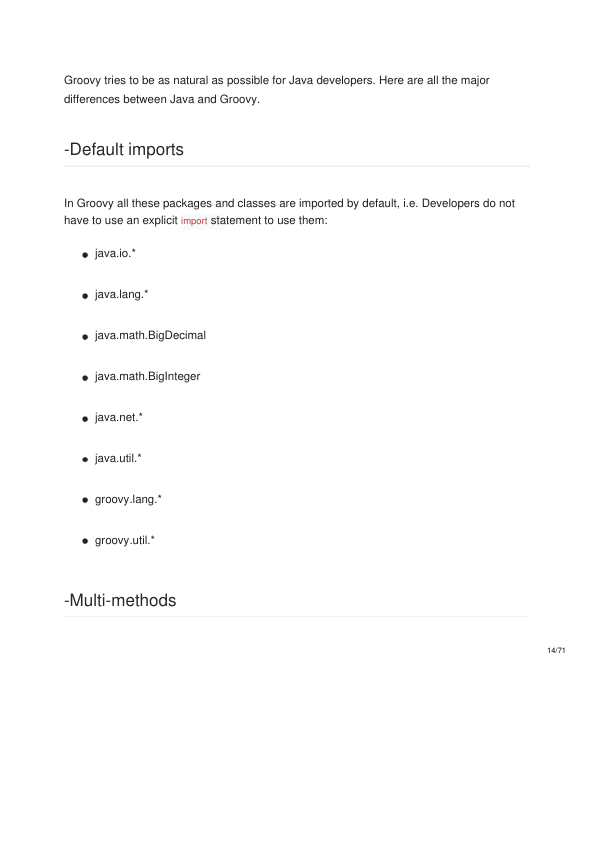 Groovy tries to be as natural as possible for Java developers. Here are all the major
differences between Java and Groovy.
-Default imports
In Groovy all these packages and classes are imported by default, i.e. Developers do not
have to use an explicit import statement to use them:
● java.io.*
● java.lang.*
● java.math.BigDecimal
● java.math.BigInteger
● java.net.*
● java.util.*
● groovy.lang.*
● groovy.util.*
-Multi-methods
14/71